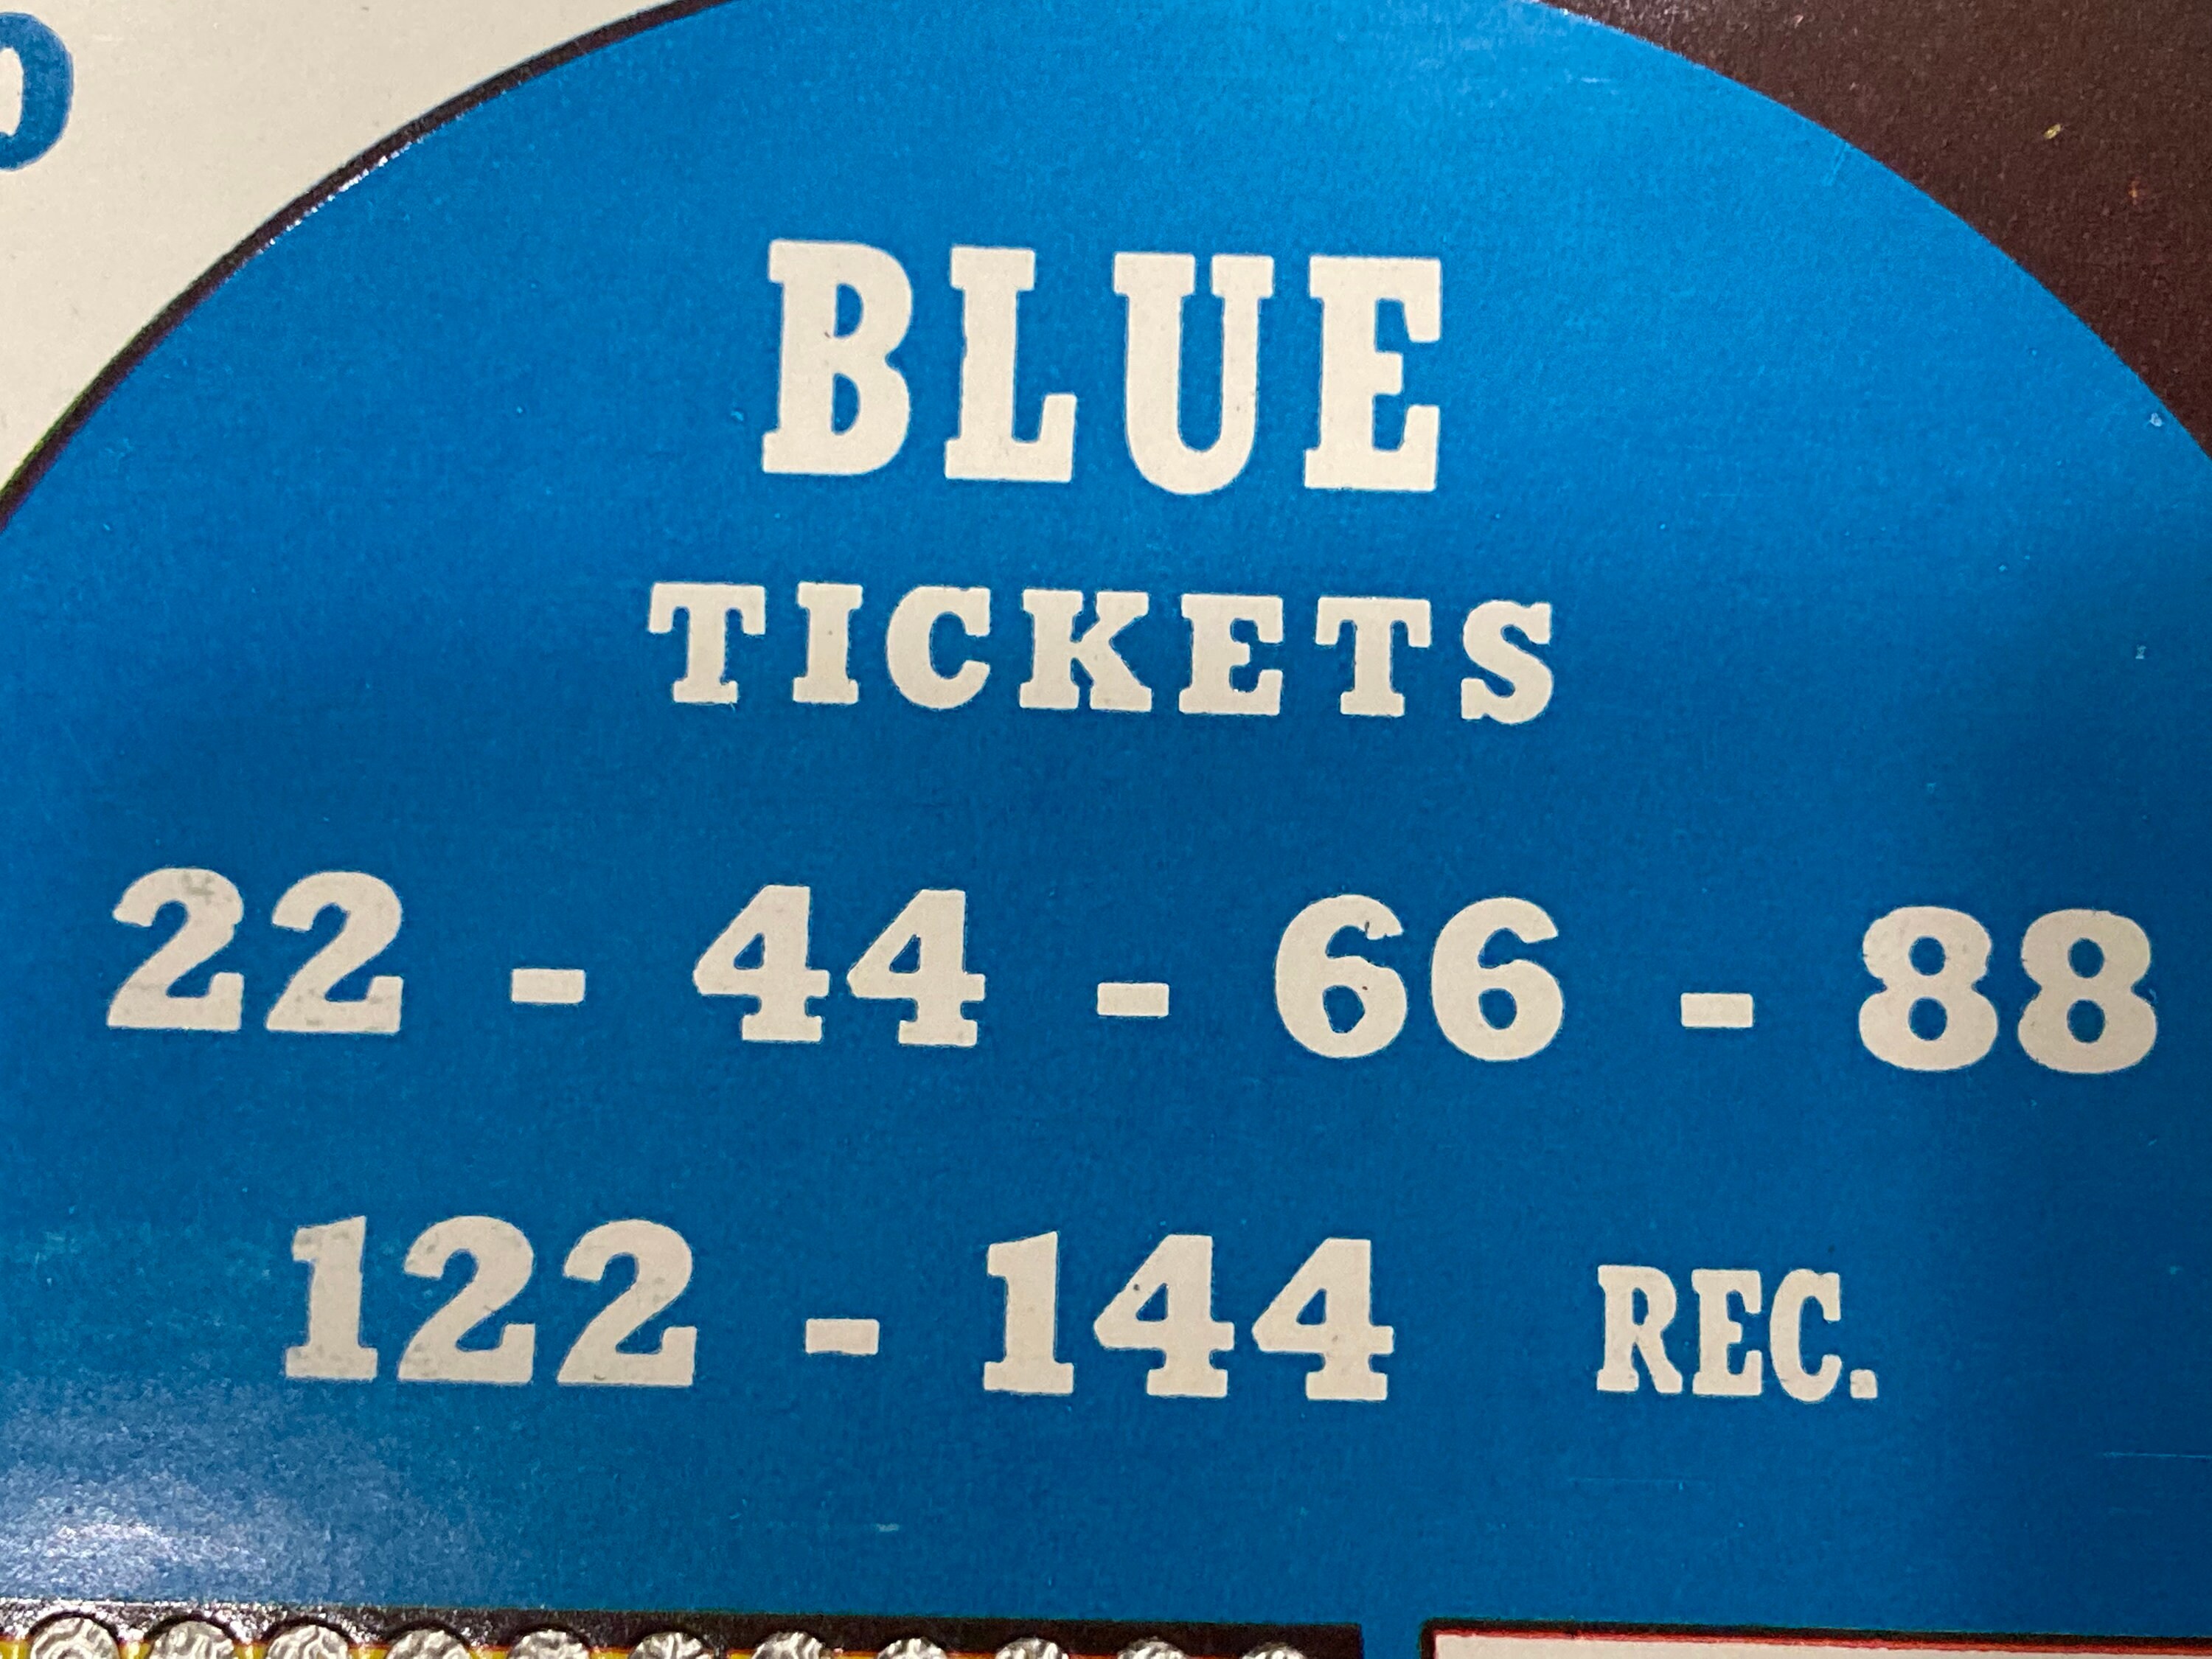 BLUE
TICKETS
22 - 44 - 66 - 88
122 - 144 REC.